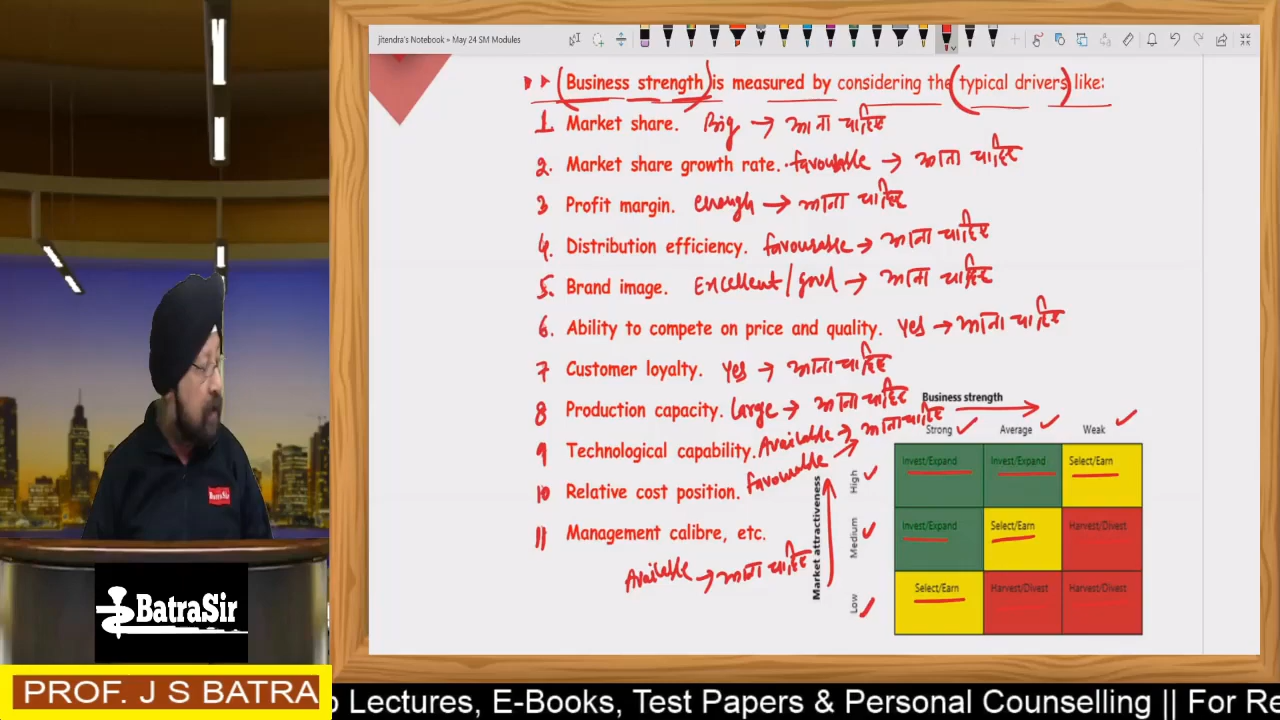 jitendra's Notebook » May 24 SM Modules
Business strength is measured by considering the typical drivers like:
1 Market share. Big → आना चाहिए
2. Market share growth rate. favourable → आना चाहिए
3 Profit margin. enough → आना चाहिए
4. Distribution efficiency. favourable → आना चाहिए
5. Brand image. Excellent/good → आना चाहिए
6. Ability to compete on price and quality. Yes → आना चाहिए
7 Customer loyalty. Yes → आना चाहिए
8 Production capacity. Large → आना चाहिए
9 Technological capability. Available → आना चाहिए
10 Relative cost position. favourable →
11 Management calibre, etc.
Available → आना चाहिए
Business strength
Strong Average Weak
Market attractiveness
High Invest/Expand Invest/Expand Select/Earn
Medium Invest/Expand Select/Earn Harvest/Divest
Low Select/Earn Harvest/Divest Harvest/Divest
BatraSir
BatraSir
PROF. J S BATRA
o Lectures, E-Books, Test Papers & Personal Counselling || For Re